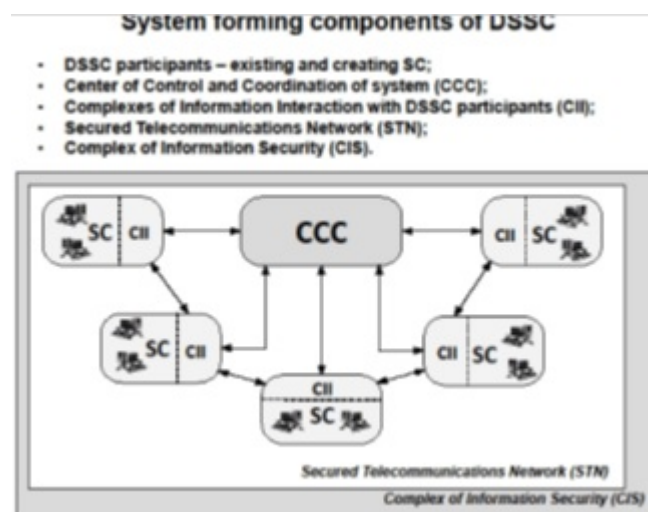 System forming components of DSSC
• DSSC participants – existing and creating SC;
• Center of Control and Coordination of system (CCC);
• Complexes of Information Interaction with DSSC participants (CII);
• Secured Telecommunications Network (STN);
• Complex of Information Security (CIS).
SC CII
CCC
CII SC
SC CII
CII SC
CII
SC
Secured Telecommunications Network (STN)
Complex of Information Security (CIS)